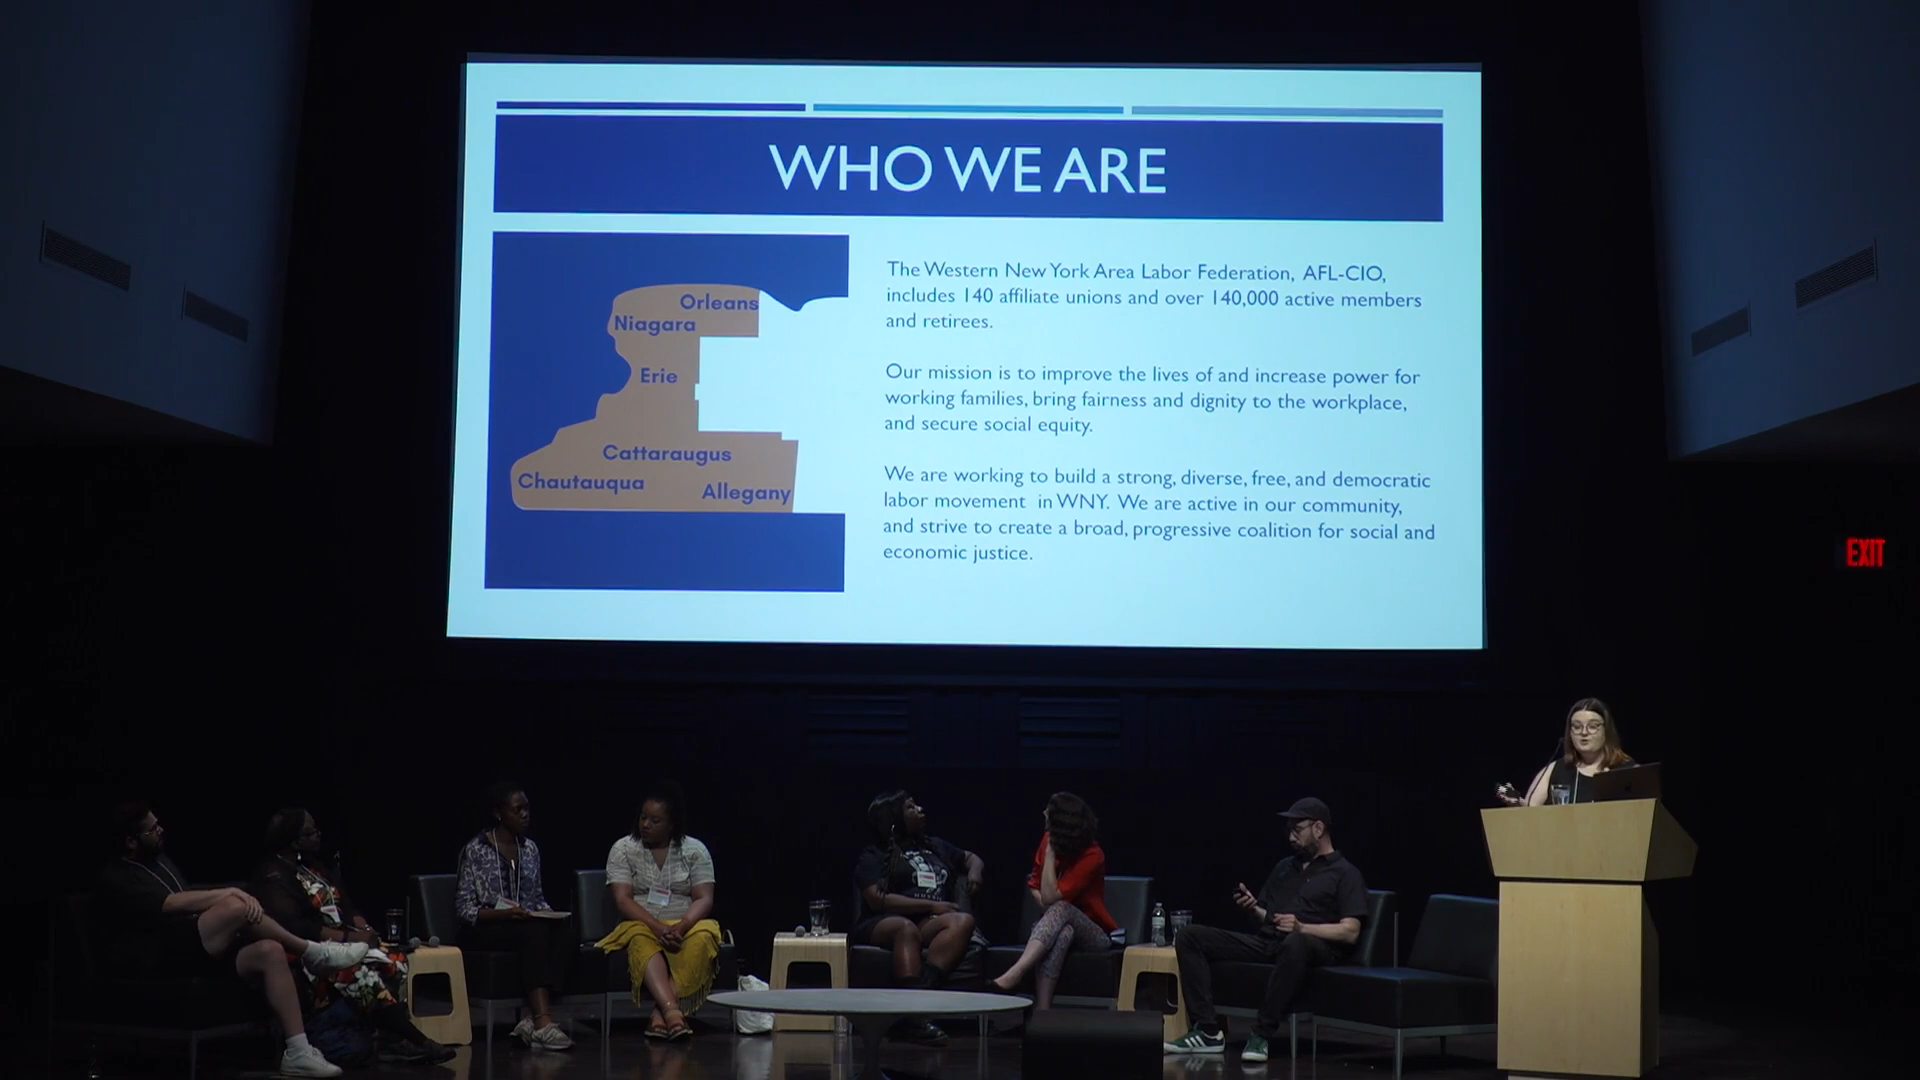 WHO WE ARE
Orleans
Niagara
Erie
Cattaraugus
Chautauqua
Allegany
The Western New York Area Labor Federation, AFL-CIO,
includes 140 affiliate unions and over 140,000 active members
and retirees.
Our mission is to improve the lives of and increase power for
working families, bring fairness and dignity to the workplace,
and secure social equity.
We are working to build a strong, diverse, free, and democratic
labor movement in WNY. We are active in our community,
and strive to create a broad, progressive coalition for social and
economic justice.
EXIT